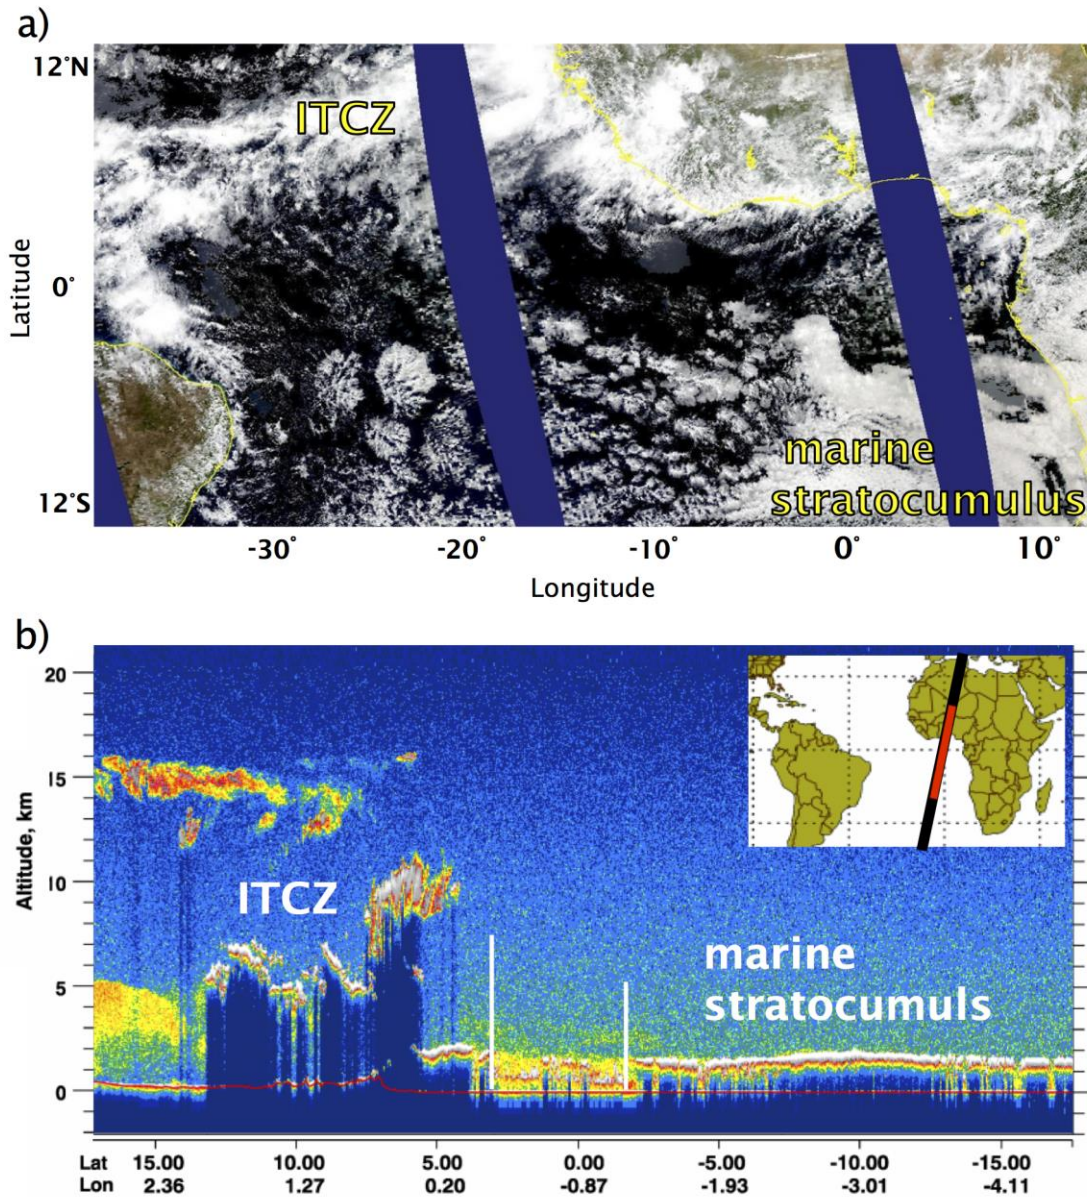 a)
12°N
ITCZ
Latitude
0°
marine
stratocumulus
12°S
-30° -20° -10° 0° 10°
Longitude
b)
20
15
Altitude, km
10
ITCZ
marine
stratocumuls
5
0
Lat 15.00 10.00 5.00 0.00 -5.00 -10.00 -15.00
Lon 2.36 1.27 0.20 -0.87 -1.93 -3.01 -4.11